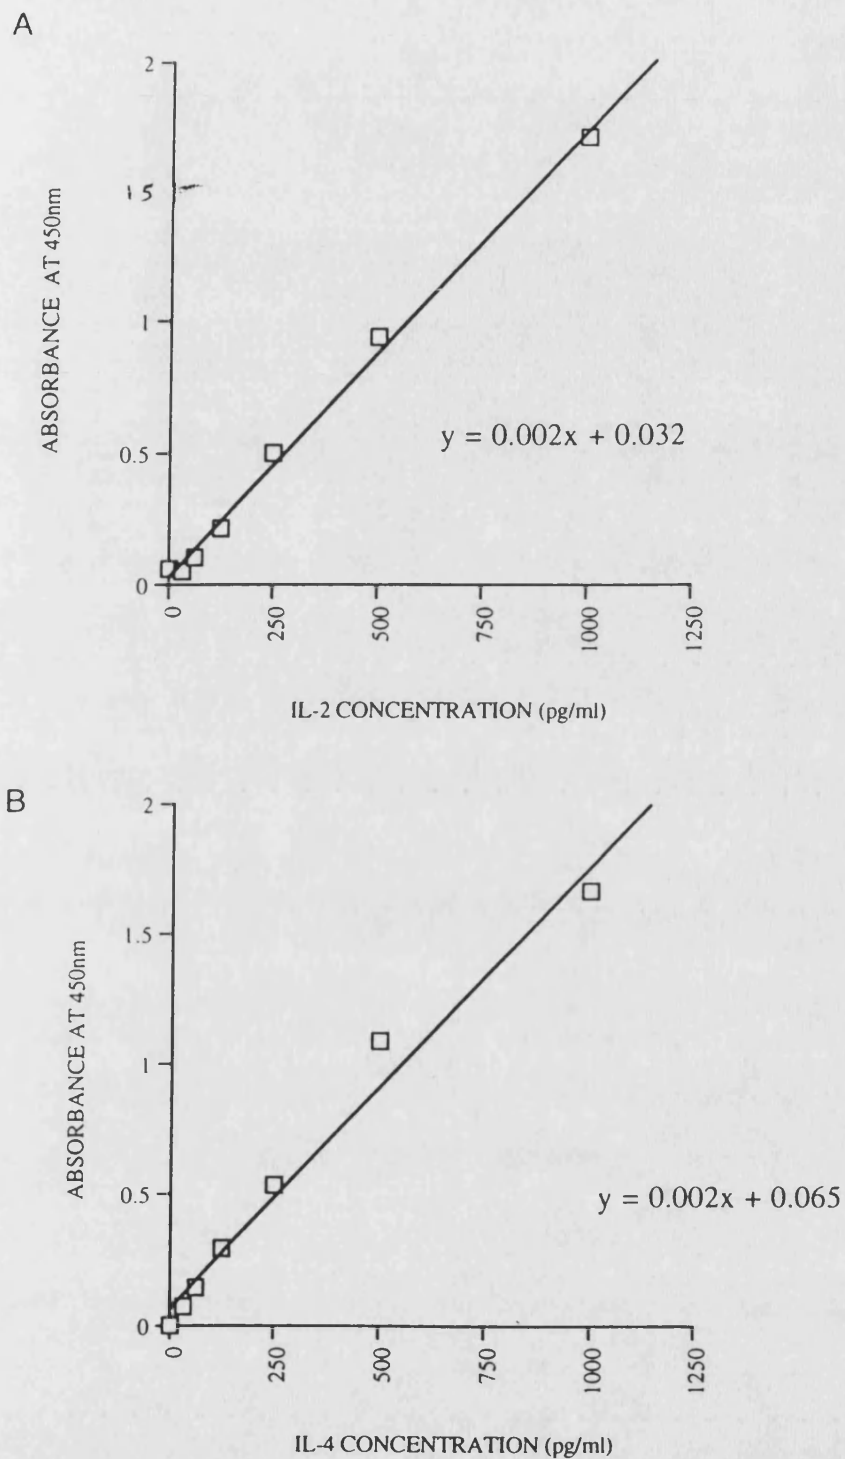 A
2
1 5
1
0.5
0
ABSORBANCE AT 450nm
y = 0.002x + 0.032
0
250
500
750
1000
1250
IL-2 CONCENTRATION (pg/ml)
B
2
1.5
1
0.5
0
ABSORBANCE AT 450nm
y = 0.002x + 0.065
0
250
500
750
1000
1250
IL-4 CONCENTRATION (pg/ml)